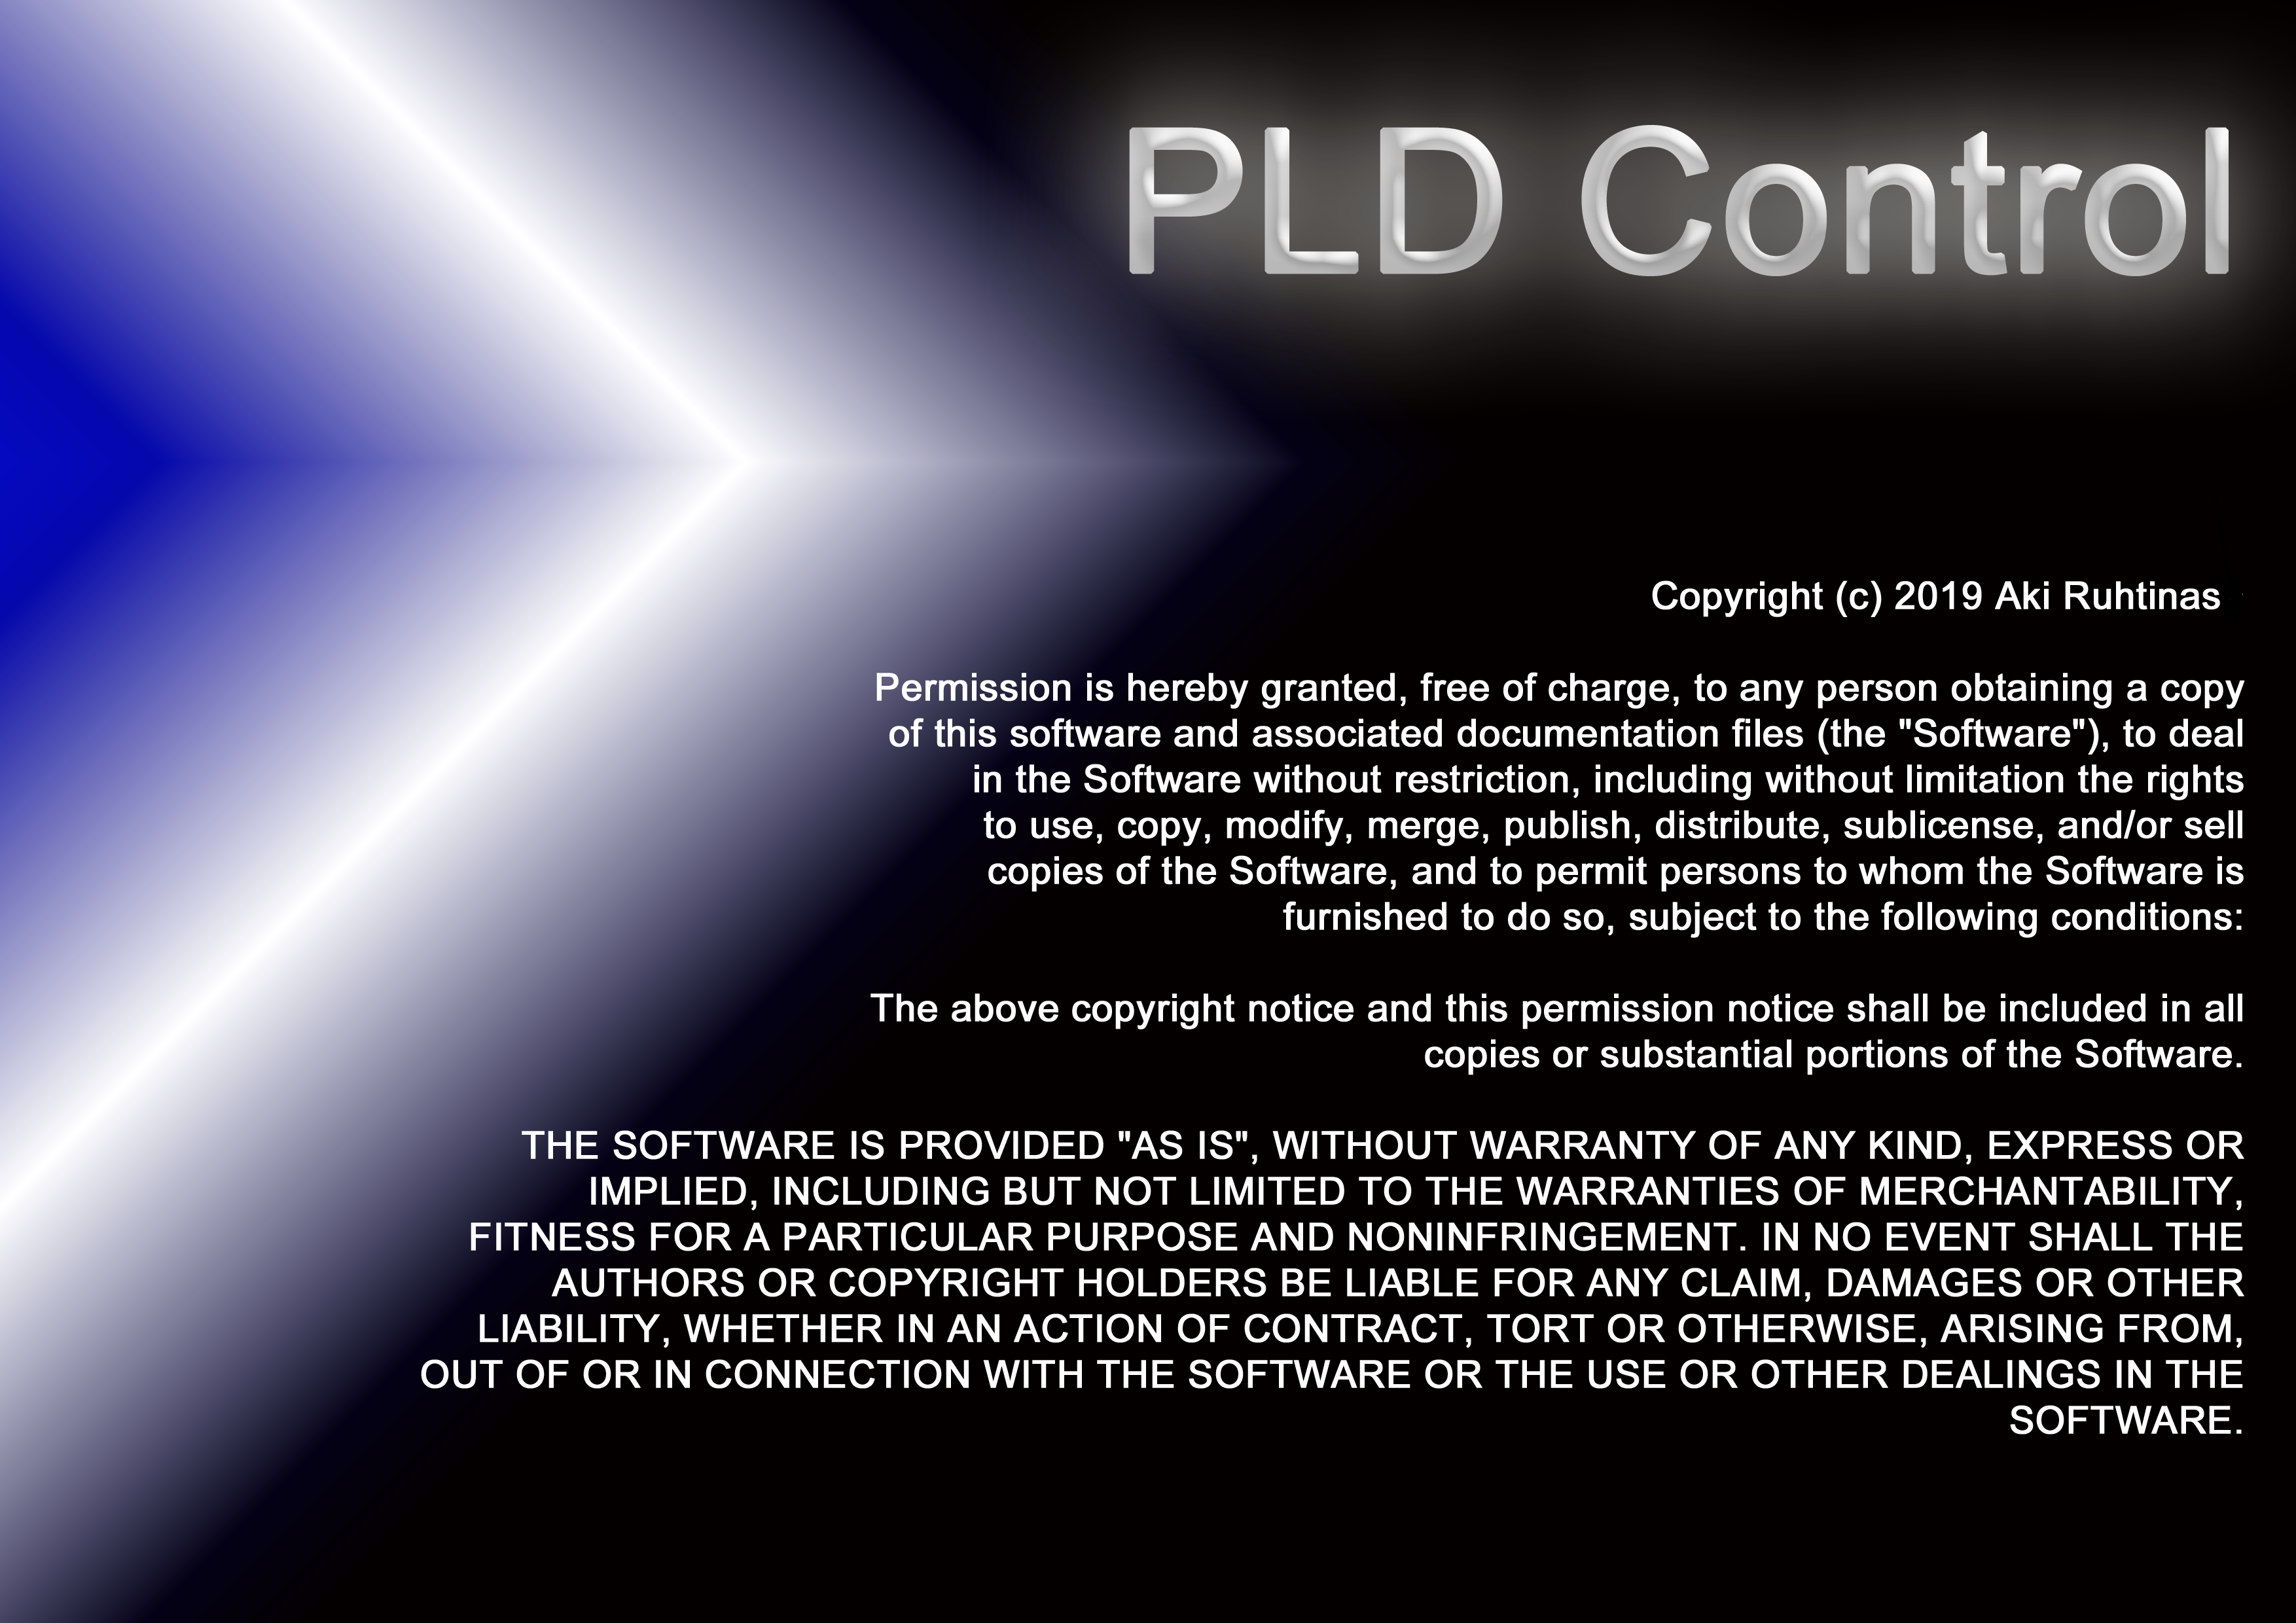 PLD Control
Copyright (c) 2019 Aki Ruhtinas
Permission is hereby granted, free of charge, to any person obtaining a copy
of this software and associated documentation files (the "Software"), to deal
in the Software without restriction, including without limitation the rights
to use, copy, modify, merge, publish, distribute, sublicense, and/or sell
copies of the Software, and to permit persons to whom the Software is
furnished to do so, subject to the following conditions:
The above copyright notice and this permission notice shall be included in all
copies or substantial portions of the Software.
THE SOFTWARE IS PROVIDED "AS IS", WITHOUT WARRANTY OF ANY KIND, EXPRESS OR
IMPLIED, INCLUDING BUT NOT LIMITED TO THE WARRANTIES OF MERCHANTABILITY,
FITNESS FOR A PARTICULAR PURPOSE AND NONINFRINGEMENT. IN NO EVENT SHALL THE
AUTHORS OR COPYRIGHT HOLDERS BE LIABLE FOR ANY CLAIM, DAMAGES OR OTHER
LIABILITY, WHETHER IN AN ACTION OF CONTRACT, TORT OR OTHERWISE, ARISING FROM,
OUT OF OR IN CONNECTION WITH THE SOFTWARE OR THE USE OR OTHER DEALINGS IN THE
SOFTWARE.